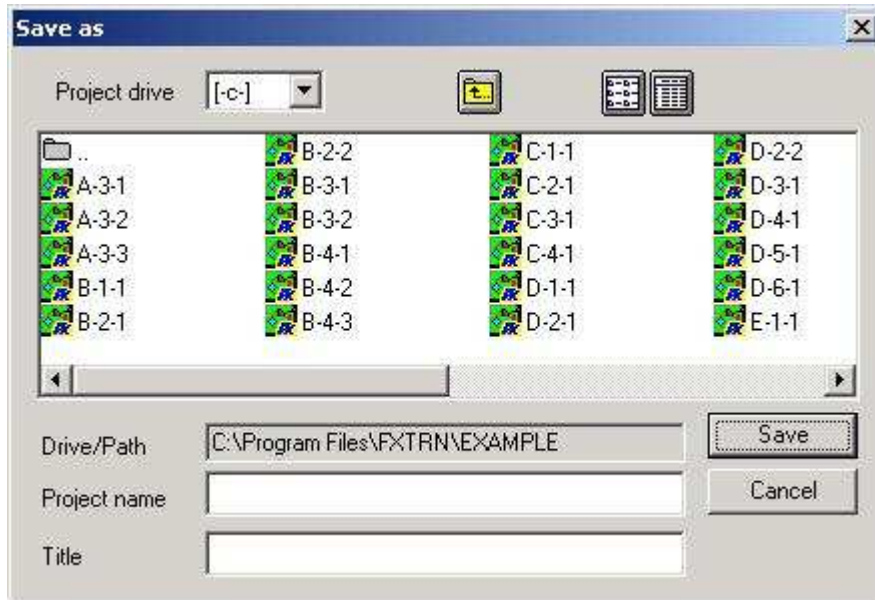 Save as
Project drive [-c-]
..
A-3-1
A-3-2
A-3-3
B-1-1
B-2-1
B-2-2
B-3-1
B-3-2
B-4-1
B-4-2
B-4-3
C-1-1
C-2-1
C-3-1
C-4-1
D-1-1
D-2-1
D-2-2
D-3-1
D-4-1
D-5-1
D-6-1
E-1-1
Drive/Path C:\Program Files\FXTRN\EXAMPLE Save
Project name Cancel
Title